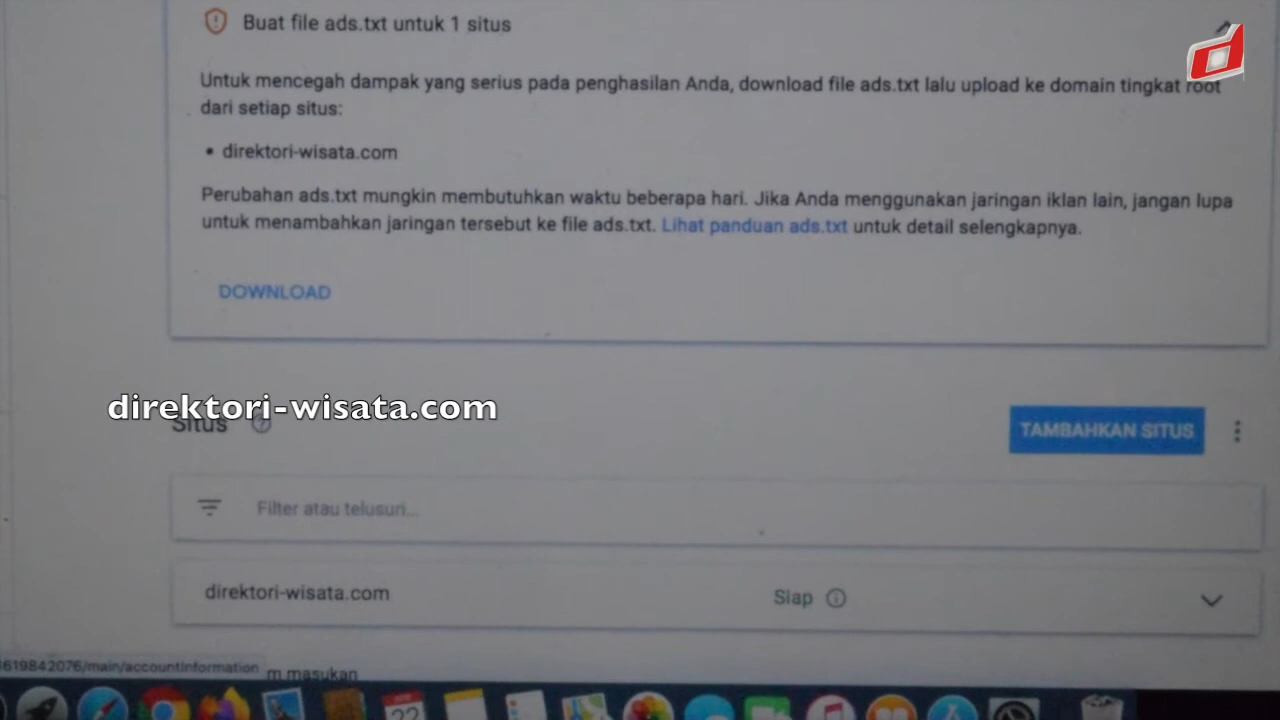 Buat file ads.txt untuk 1 situs
Untuk mencegah dampak yang serius pada penghasilan Anda, download file ads.txt lalu upload ke domain tingkat root
dari setiap situs:
• direktori-wisata.com
Perubahan ads.txt mungkin membutuhkan waktu beberapa hari. Jika Anda menggunakan jaringan iklan lain, jangan lupa
untuk menambahkan jaringan tersebut ke file ads.txt. Lihat panduan ads.txt untuk detail selengkapnya.
DOWNLOAD
direktori-wisata.com
Situs
TAMBAHKAN SITUS
Filter atau telusuri...
direktori-wisata.com
Siap
619842076/main/accountInformation
m masukan
22